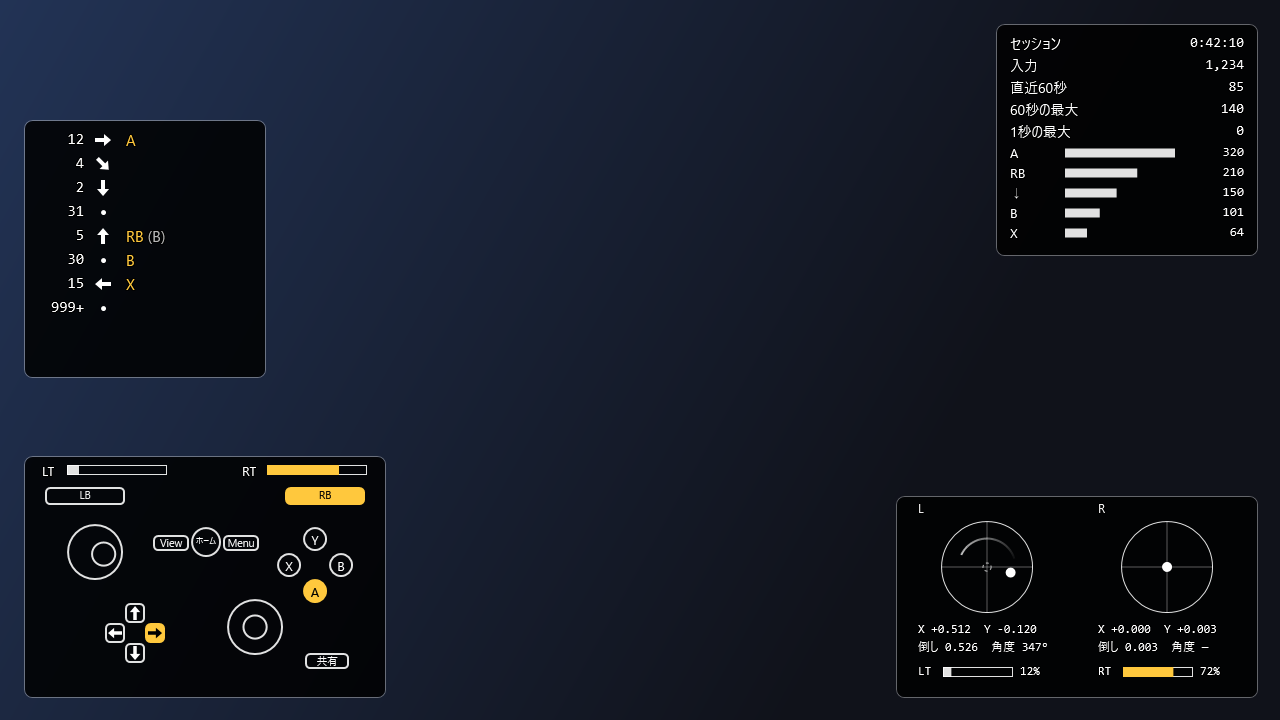 セッション 0:42:10
入力 1,234
直近60秒 85
60秒の最大 140
1秒の最大 0
A 320
RB 210
↓ 150
B 101
X 64
12 → A
4 ↘
2 ↓
31 •
5 ↑ RB (B)
30 • B
15 ← X
999+ •
LT RT
LB RB
View ホーム Menu
Y
X B
A
↑
← →
↓
共有
L R
X +0.512 Y -0.120 X +0.000 Y +0.003
倒し 0.526 角度 347° 倒し 0.003 角度 —
LT 12% RT 72%